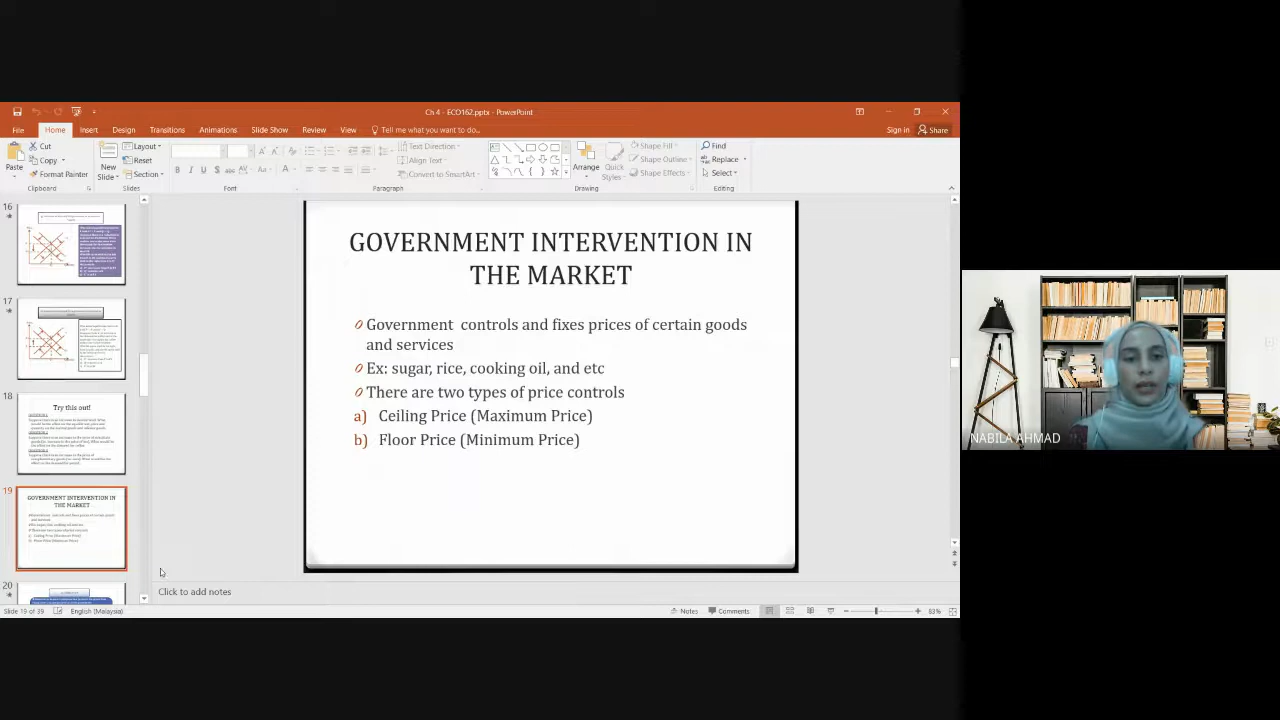 Ch 4 - ECO162.pptx - PowerPoint
File Home Insert Design Transitions Animations Slide Show Review View Tell me what you want to do... Sign in Share
Paste Cut Copy Format Painter Clipboard
New Slide Layout Reset Section Slides
Font
Text Direction Align Text Convert to SmartArt Paragraph
Arrange Quick Styles Shape Fill Shape Outline Shape Effects Drawing
Find Replace Select Editing
16
17
18
Try this out!
19
GOVERNMENT INTERVENTION IN
THE MARKET
20
GOVERNMENT INTERVENTION IN
THE MARKET
Government controls and fixes prices of certain goods
and services
Ex: sugar, rice, cooking oil, and etc
There are two types of price controls
a) Ceiling Price (Maximum Price)
b) Floor Price (Minimum Price)
Click to add notes
Slide 19 of 39 English (Malaysia) Notes Comments 83%
NABILA AHMAD